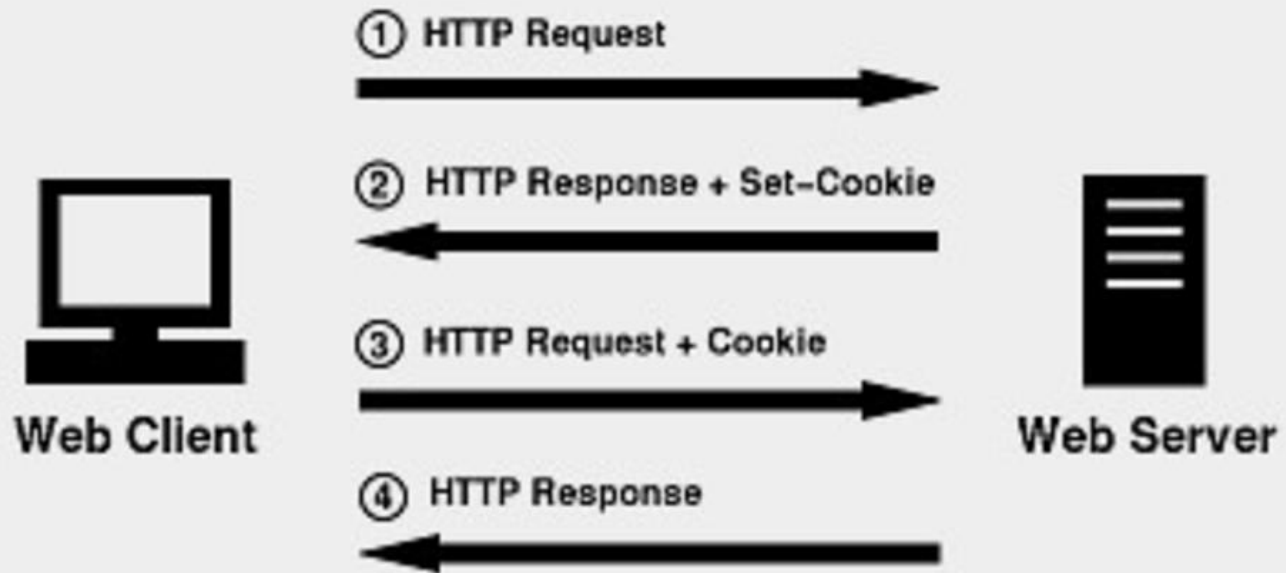 ① HTTP Request
② HTTP Response + Set-Cookie
③ HTTP Request + Cookie
Web Client
Web Server
④ HTTP Response